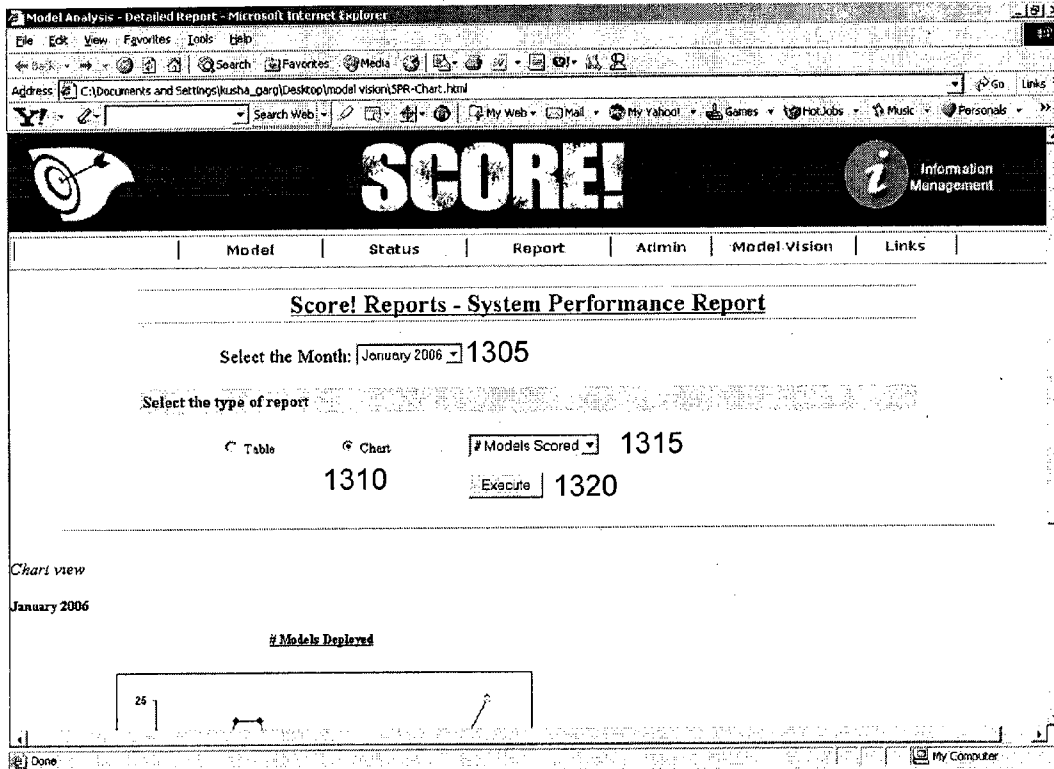 Model Analysis - Detailed Report - Microsoft Internet Explorer
File Edit View Favorites Tools Help
Back Search Favorites Media
Address C:\Documents and Settings\kusha_garg\Desktop\model vision\SPR-Chart.html Go Links
Y! Search Web My Web Mail My Yahoo! Games HotJobs Music Personals
SCORE!
i Information
Management
Model Status Report Admin Model Vision Links
Score! Reports - System Performance Report
Select the Month: January 2006 1305
Select the type of report
Table Chart # Models Scored 1315
1310 Execute 1320
Chart view
January 2006
# Models Deployed
25
Done My Computer